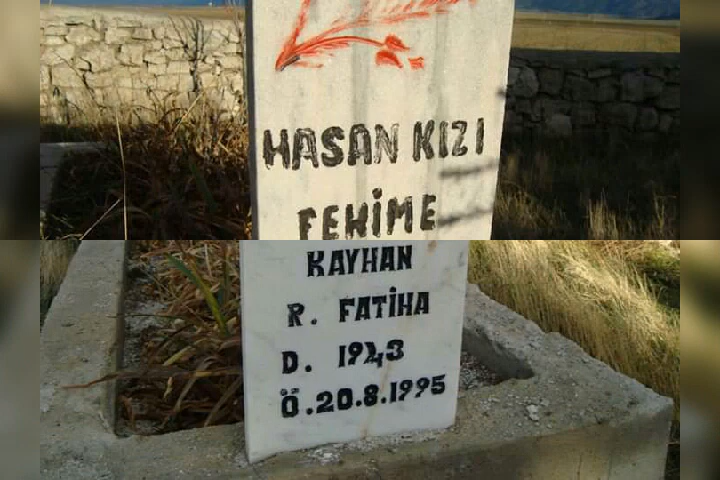 HASAN KIZI
FEHİME
KAYHAN
R. FATİHA
D. 1943
Ö.20.8.1995